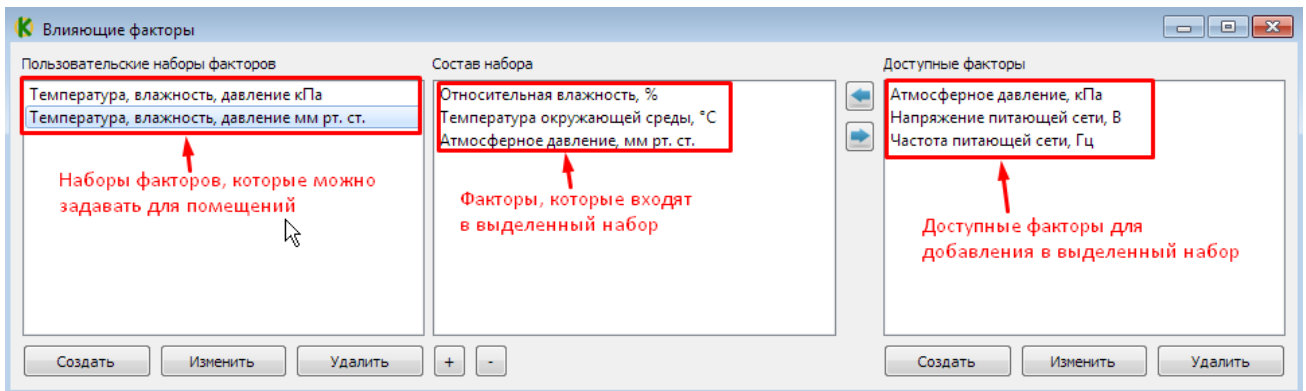 Влияющие факторы
Пользовательские наборы факторов
Температура, влажность, давление кПа
Температура, влажность, давление мм рт. ст.
Наборы факторов, которые можно
задавать для помещений
Создать
Изменить
Удалить
Состав набора
Относительная влажность, %
Температура окружающей среды, °C
Атмосферное давление, мм рт. ст.
Факторы, которые входят
в выделенный набор
+
-
Доступные факторы
Атмосферное давление, кПа
Напряжение питающей сети, В
Частота питающей сети, Гц
Доступные факторы для
добавления в выделенный набор
Создать
Изменить
Удалить